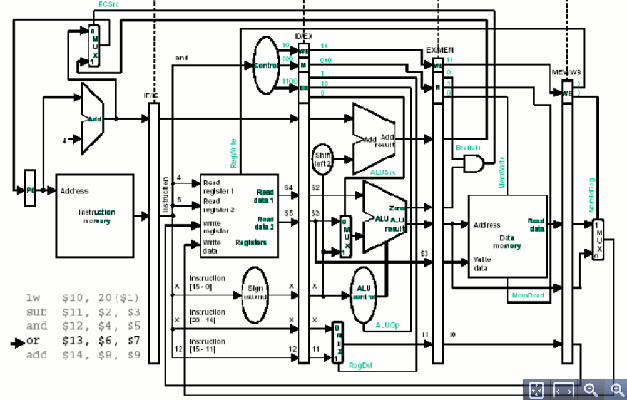 PCSrc
ID/EX
EX/MEM
MEM/WB
IF/ID
0
M
U
X
1
and
Control
10
000
1100
WB
M
EX
10
010
WB
M
11
WB
Add
4
PC
Address
Instruction
memory
Instruction
RegWrite
4
5
Read
register 1
Read
register 2
Write
register
Write
data
Read
data 1
Read
data 2
Registers
$4
$5
$2
$3
Shift
left 2
Add
Add
result
ALUSrc
Zero
ALU
ALU
result
0
M
U
X
1
Branch
MemWrite
Address
Write
data
Read
data
Data
memory
MemRead
MemtoReg
1
M
U
X
0
$3
Instruction
[15 - 0]
X
Sign
extend
X
ALU
control
ALUOp
Instruction
[20 - 16]
X
X
Instruction
[15 - 11]
12
11
0
M
U
X
1
RegDst
11
10
lw $10, 20($1)
sub $11, $2, $3
and $12, $4, $5
or $13, $6, $7
add $14, $8, $9